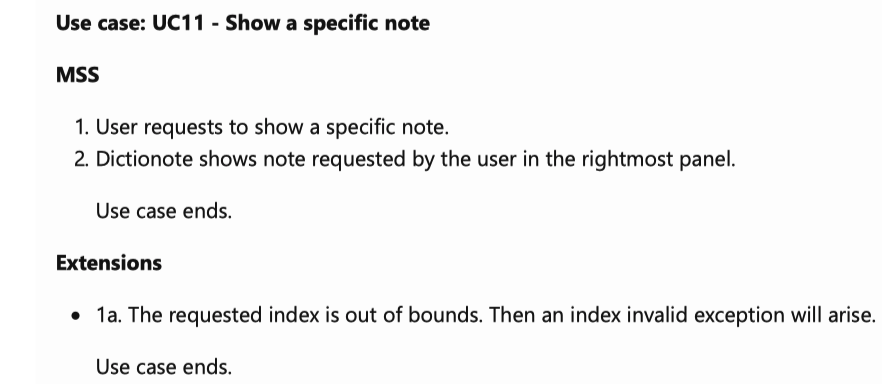 Use case: UC11 - Show a specific note
MSS
1. User requests to show a specific note.
2. Dictionote shows note requested by the user in the rightmost panel.
Use case ends.
Extensions
• 1a. The requested index is out of bounds. Then an index invalid exception will arise.
Use case ends.